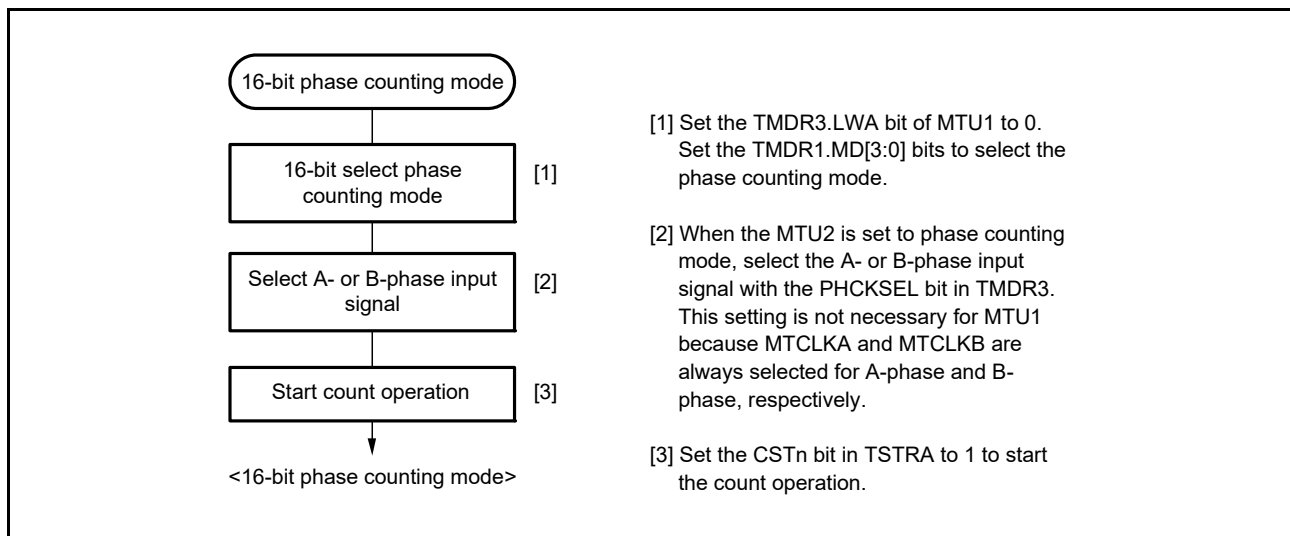 16-bit phase counting mode
16-bit select phase
counting mode
[1]
Select A- or B-phase input
signal
[2]
Start count operation
[3]
<16-bit phase counting mode>
[1] Set the TMDR3.LWA bit of MTU1 to 0.
Set the TMDR1.MD[3:0] bits to select the
phase counting mode.
[2] When the MTU2 is set to phase counting
mode, select the A- or B-phase input
signal with the PHCKSEL bit in TMDR3.
This setting is not necessary for MTU1
because MTCLKA and MTCLKB are
always selected for A-phase and B-
phase, respectively.
[3] Set the CSTn bit in TSTRA to 1 to start
the count operation.